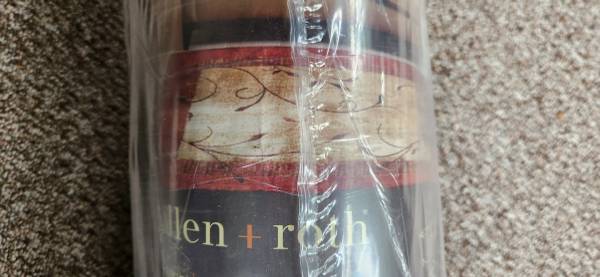 llen + roth